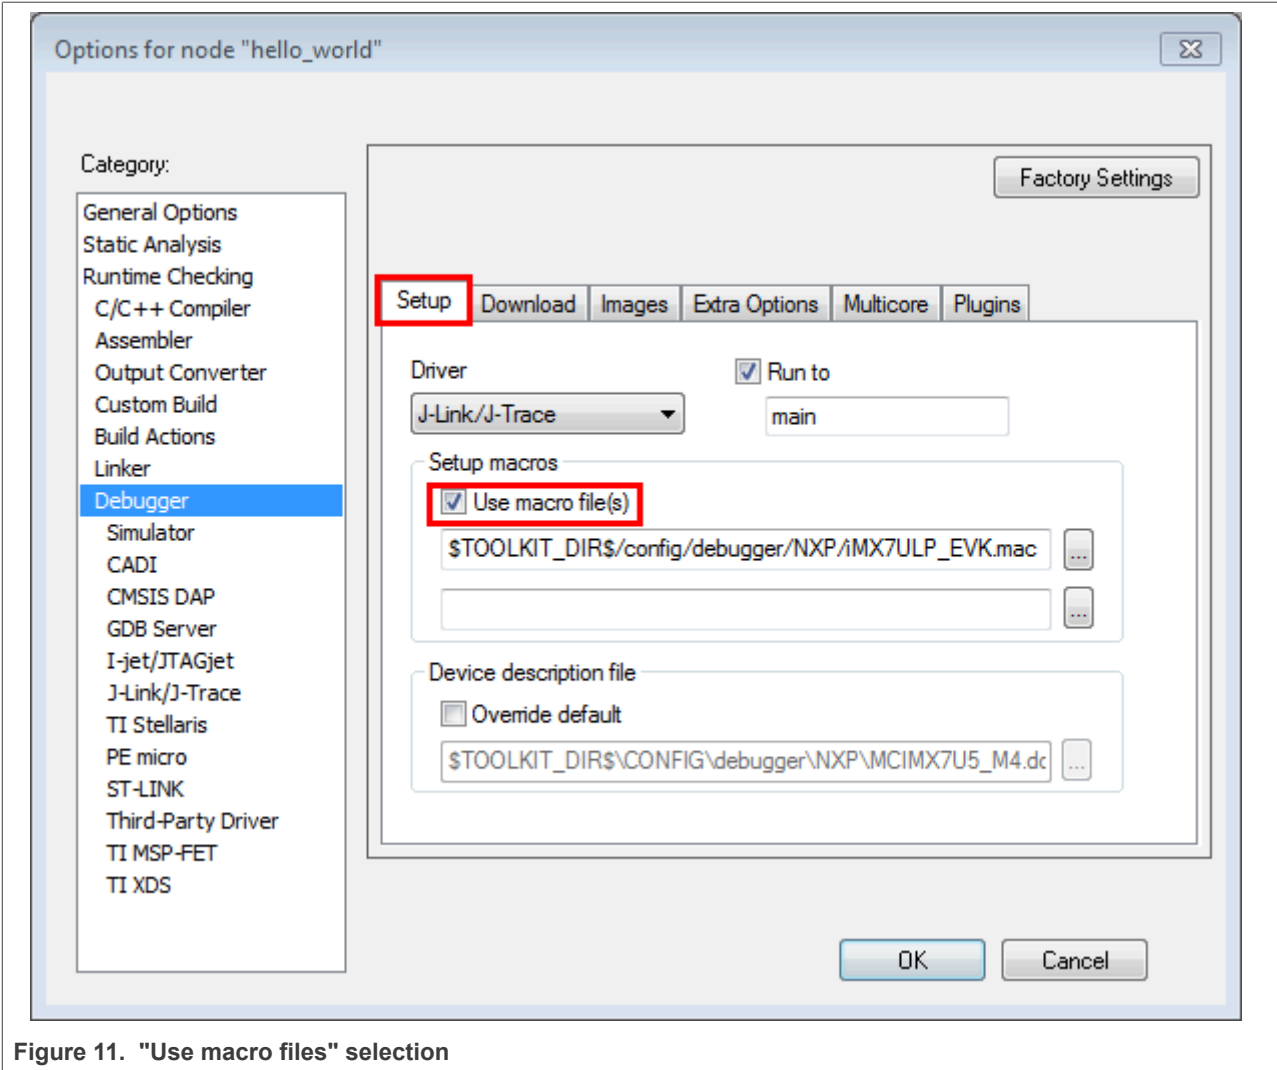 Options for node "hello_world"
Category:
General Options
Static Analysis
Runtime Checking
C/C++ Compiler
Assembler
Output Converter
Custom Build
Build Actions
Linker
Debugger
Simulator
CADI
CMSIS DAP
GDB Server
I-jet/JTAGjet
J-Link/J-Trace
TI Stellaris
PE micro
ST-LINK
Third-Party Driver
TI MSP-FET
TI XDS
Factory Settings
Setup Download Images Extra Options Multicore Plugins
Driver
Run to
J-Link/J-Trace
main
Setup macros
Use macro file(s)
$TOOLKIT_DIR$/config/debugger/NXP/iMX7ULP_EVK.mac
...
...
Device description file
Override default
$TOOLKIT_DIR$\CONFIG\debugger\NXP\MCIMX7U5_M4.dc
...
OK Cancel
Figure 11. "Use macro files" selection